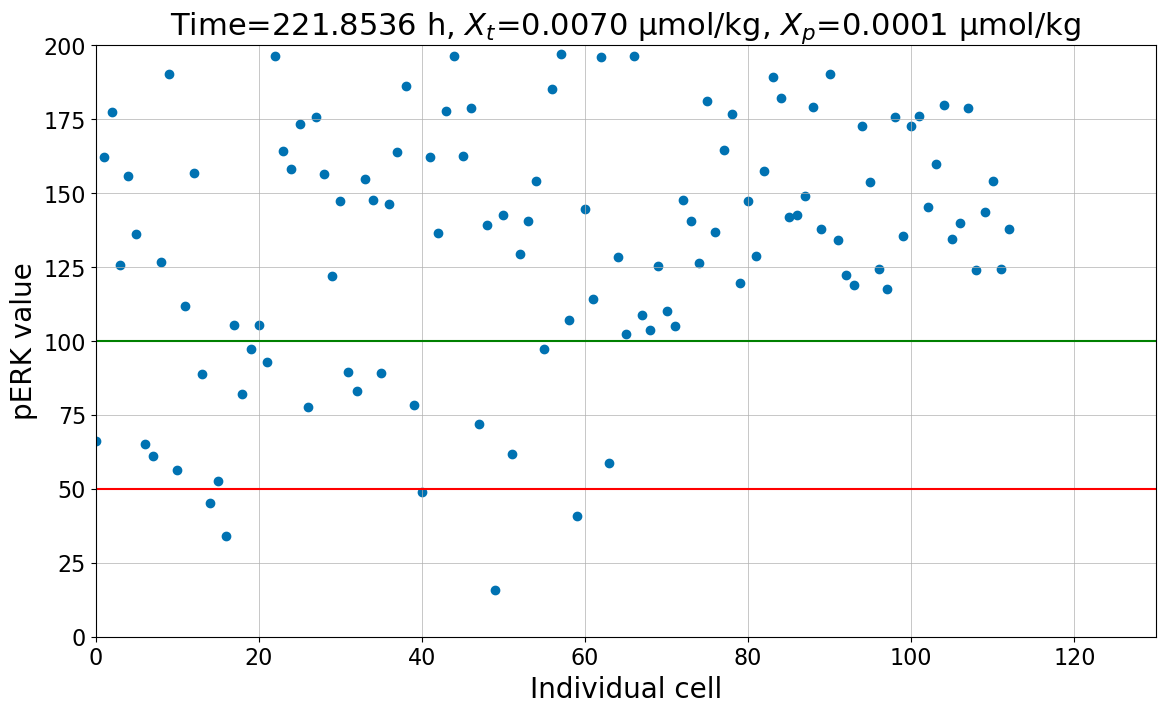 Time=221.8536 h, Xₜ=0.0070 μmol/kg, Xₚ=0.0001 μmol/kg
200
175
150
125
100
75
50
25
0
pERK value
0 20 40 60 80 100 120
Individual cell